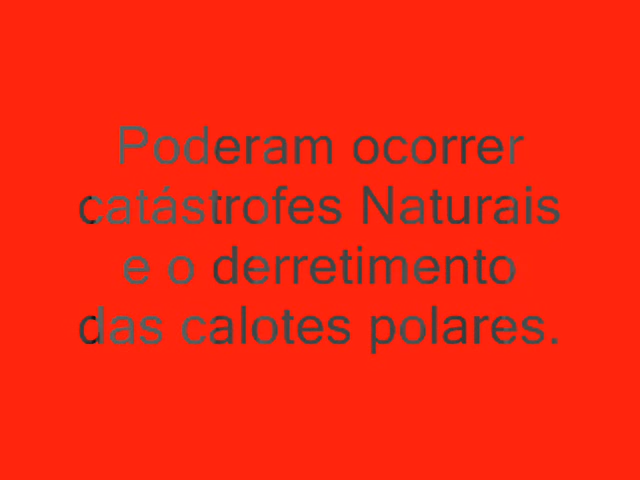 Poderam ocorrer
catástrofes Naturais
e o derretimento
das calotes polares.